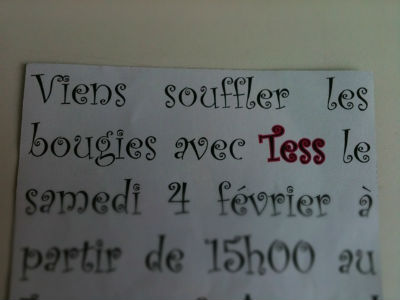 Viens souffler les
bougies avec Tess le
samedi 4 février à
partir de 15h00 au